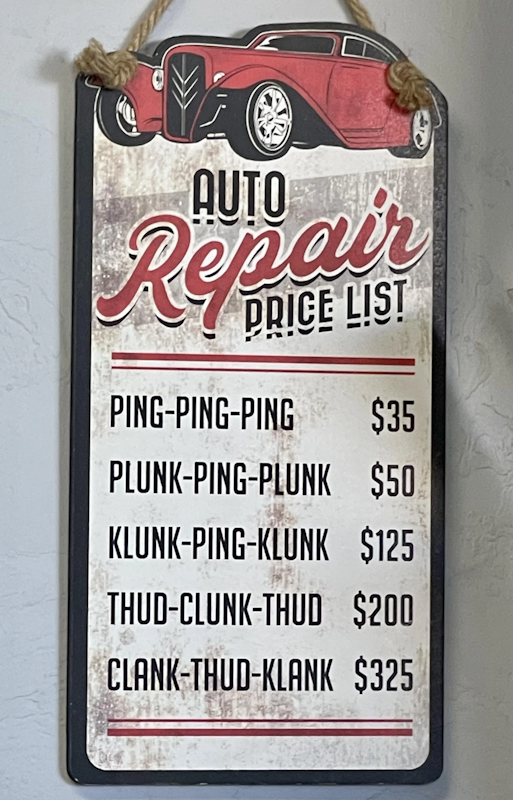 AUTO
Repair
PRICE LIST
PING-PING-PING $35
PLUNK-PING-PLUNK $50
KLUNK-PING-KLUNK $125
THUD-CLUNK-THUD $200
CLANK-THUD-KLANK $325